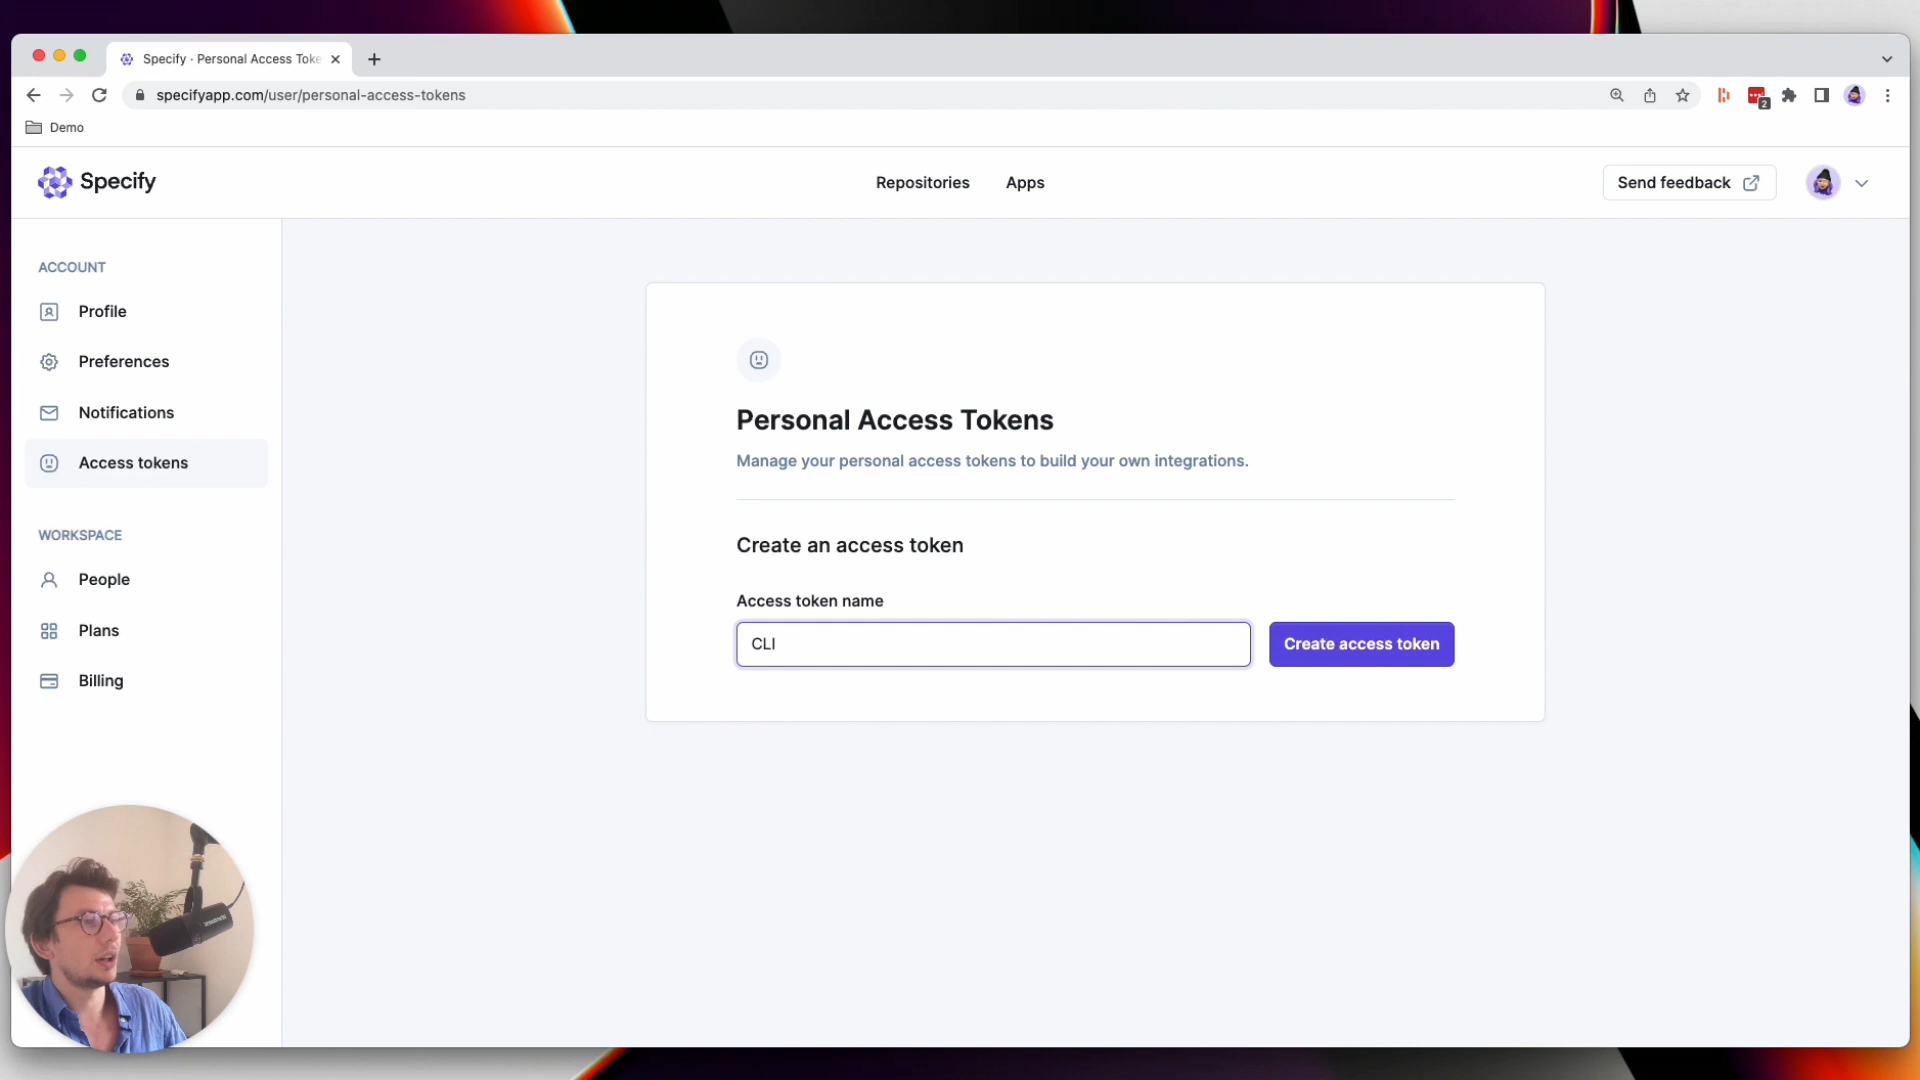 Specify · Personal Access Toke
specifyapp.com/user/personal-access-tokens
2
Demo
Specify
Repositories
Apps
Send feedback
ACCOUNT
Profile
Preferences
Notifications
Access tokens
WORKSPACE
People
Plans
Billing
Personal Access Tokens
Manage your personal access tokens to build your own integrations.
Create an access token
Access token name
CLI
Create access token